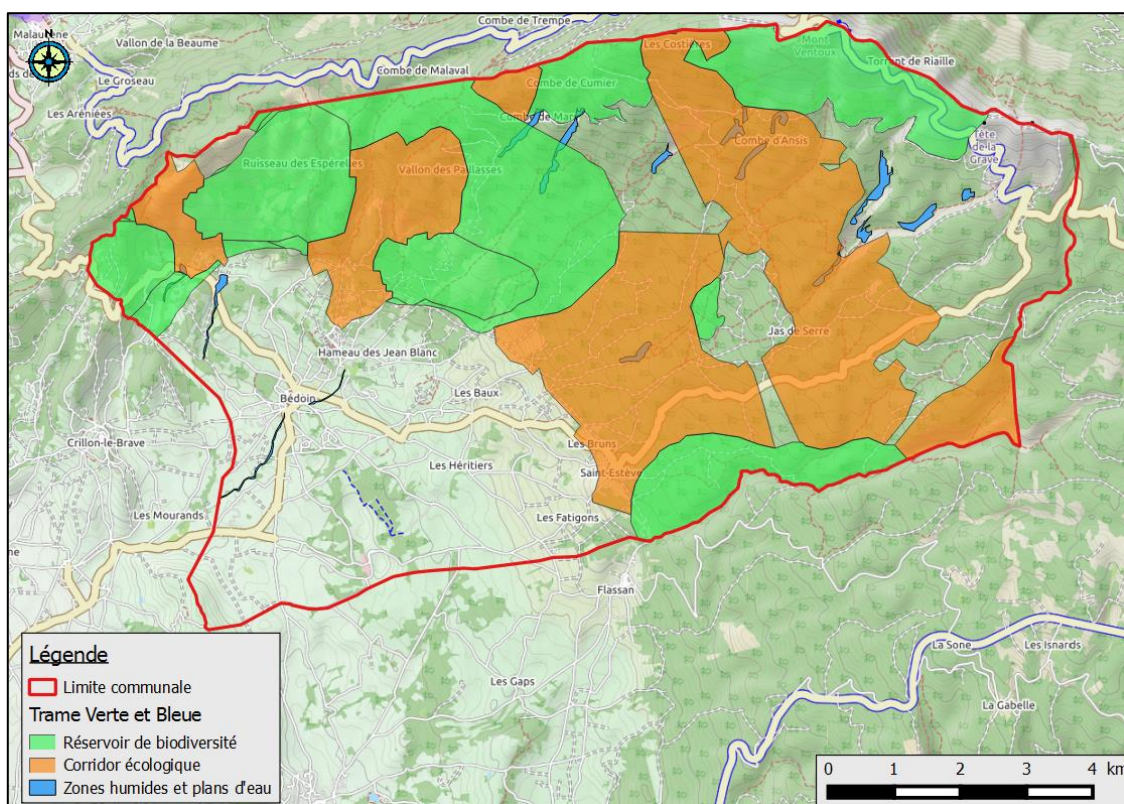 Combe de Trempe
Malaucène
Vallon de la Beaume
N
Les Costières
Mont
Ventoux
Le Groseau
Combe de Malaval
Torrent de Riaille
Combe de Cumier
Les Aréniées
Tête
de la
Grave
Combe d'Ansis
Ruisseau des Espérelles
Vallon des Paillasses
Jas de Serre
Hameau des Jean Blanc
Bédoin
Les Baux
Crillon-le-Brave
Les Bruns
Les Héritiers
Saint-Estève
Les Mourands
Les Fatigons
Flassan
La Sone
Les Isnards
Les Gaps
La Gabelle
Légende
Limite communale
Trame Verte et Bleue
Réservoir de biodiversité
Corridor écologique
Zones humides et plans d'eau
0 1 2 3 4 km